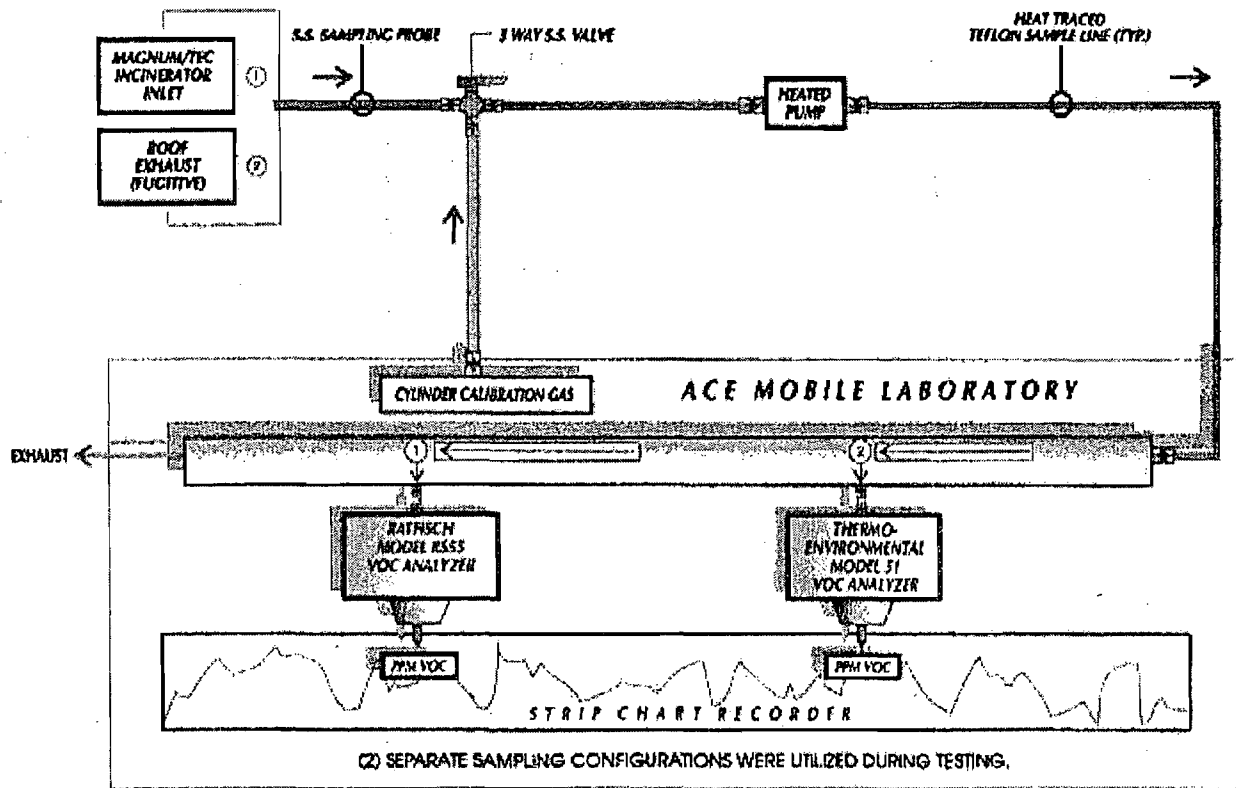 S.S. SAMPLING PROBE
3 WAY S.S. VALVE
HEAT TRACED
TEFLON SAMPLE LINE (TYP.)
MAGNUM/TEC
INCINERATOR
INLET
1
ROOF
EXHAUST
(FUGITIVE)
2
HEATED
PUMP
CYLINDER CALIBRATION GAS
ACE MOBILE LABORATORY
EXHAUST
1
2
RATFISCH
MODEL RS55
VOC ANALYZER
THERMO-
ENVIRONMENTAL
MODEL 51
VOC ANALYZER
PPM VOC
PPM VOC
STRIP CHART RECORDER
(2) SEPARATE SAMPLING CONFIGURATIONS WERE UTILIZED DURING TESTING.